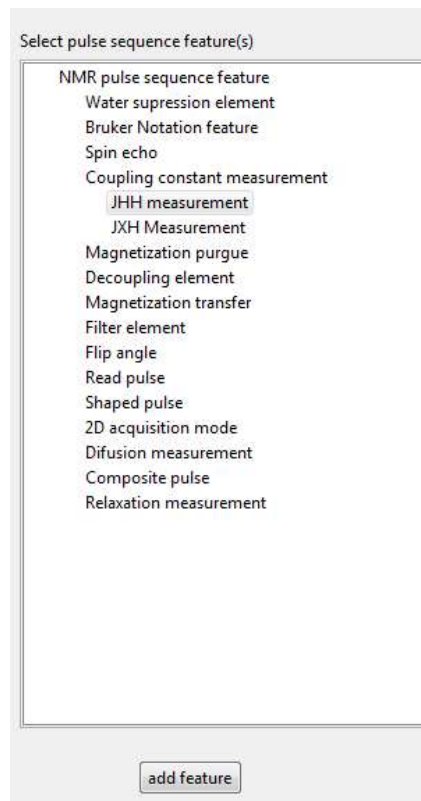 Select pulse sequence feature(s)
NMR pulse sequence feature
Water supression element
Bruker Notation feature
Spin echo
Coupling constant measurement
JHH measurement
JXH Measurement
Magnetization purgue
Decoupling element
Magnetization transfer
Filter element
Flip angle
Read pulse
Shaped pulse
2D acquisition mode
Difusion measurement
Composite pulse
Relaxation measurement
add feature